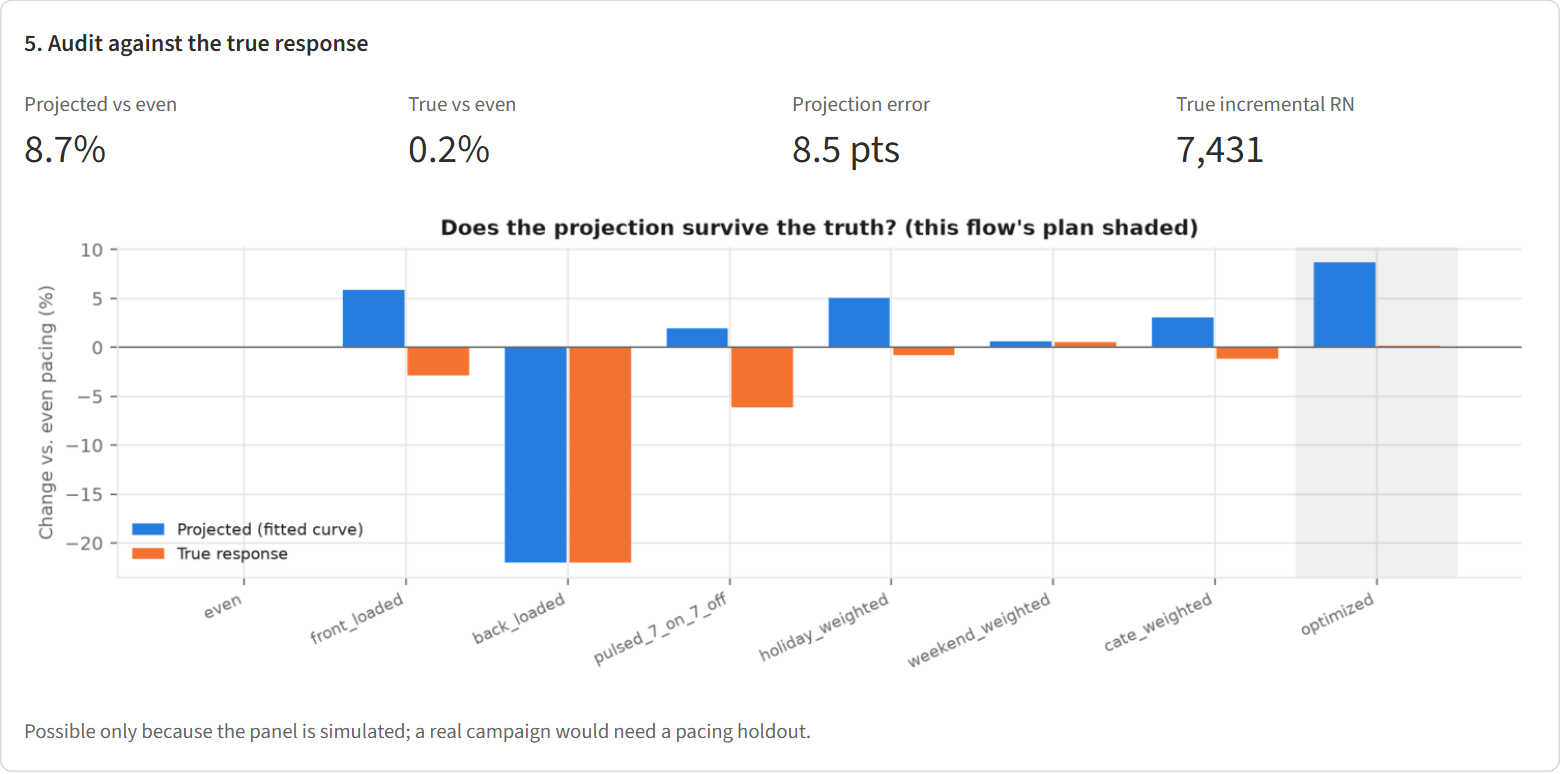 5. Audit against the true response
Projected vs even
True vs even
Projection error
True incremental RN
8.7%
0.2%
8.5 pts
7,431
Does the projection survive the truth? (this flow's plan shaded)
Change vs. even pacing (%)
10
5
0
−5
−10
−15
−20
Projected (fitted curve)
True response
even
front_loaded
back_loaded
pulsed_7_on_7_off
holiday_weighted
weekend_weighted
cate_weighted
optimized
Possible only because the panel is simulated; a real campaign would need a pacing holdout.